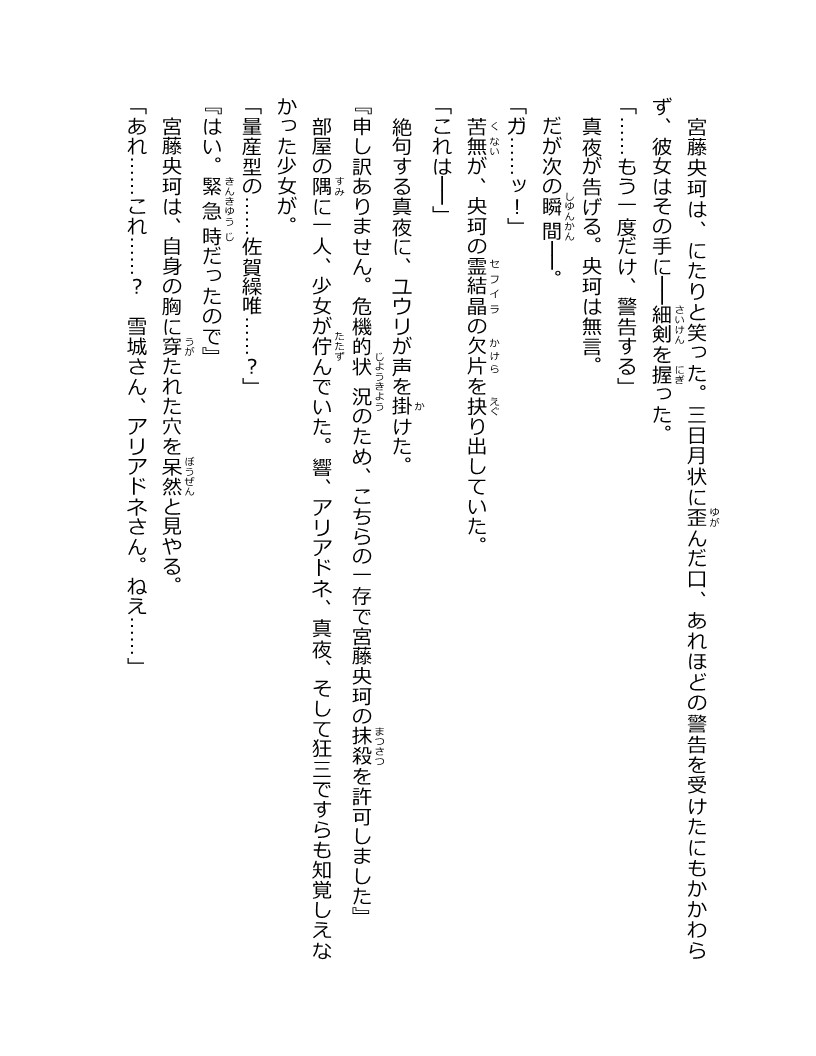 宮藤央珂は、にたりと笑った。三日月状に歪んだ口、あれほどの警告を受けたにもかかわら
ず、彼女はその手に──細剣を握った。
「……もう一度だけ、警告する」
　真夜が告げる。央珂は無言。
　だが次の瞬間──。
「ガ……ッ！」
　苦無が、央珂の霊結晶の欠片を抉り出していた。
「これは──」
　絶句する真夜に、ユウリが声を掛けた。
『申し訳ありません。危機的状況のため、こちらの一存で宮藤央珂の抹殺を許可しました』
　部屋の隅に一人、少女が佇んでいた。響、アリアドネ、真夜、そして狂三ですらも知覚しえな
かった少女が。
「量産型の……佐賀繰唯……？」
『はい。緊急時だったので』
　宮藤央珂は、自身の胸に穿たれた穴を呆然と見やる。
「あれ……これ……？　雪城さん、アリアドネさん。ねえ……」